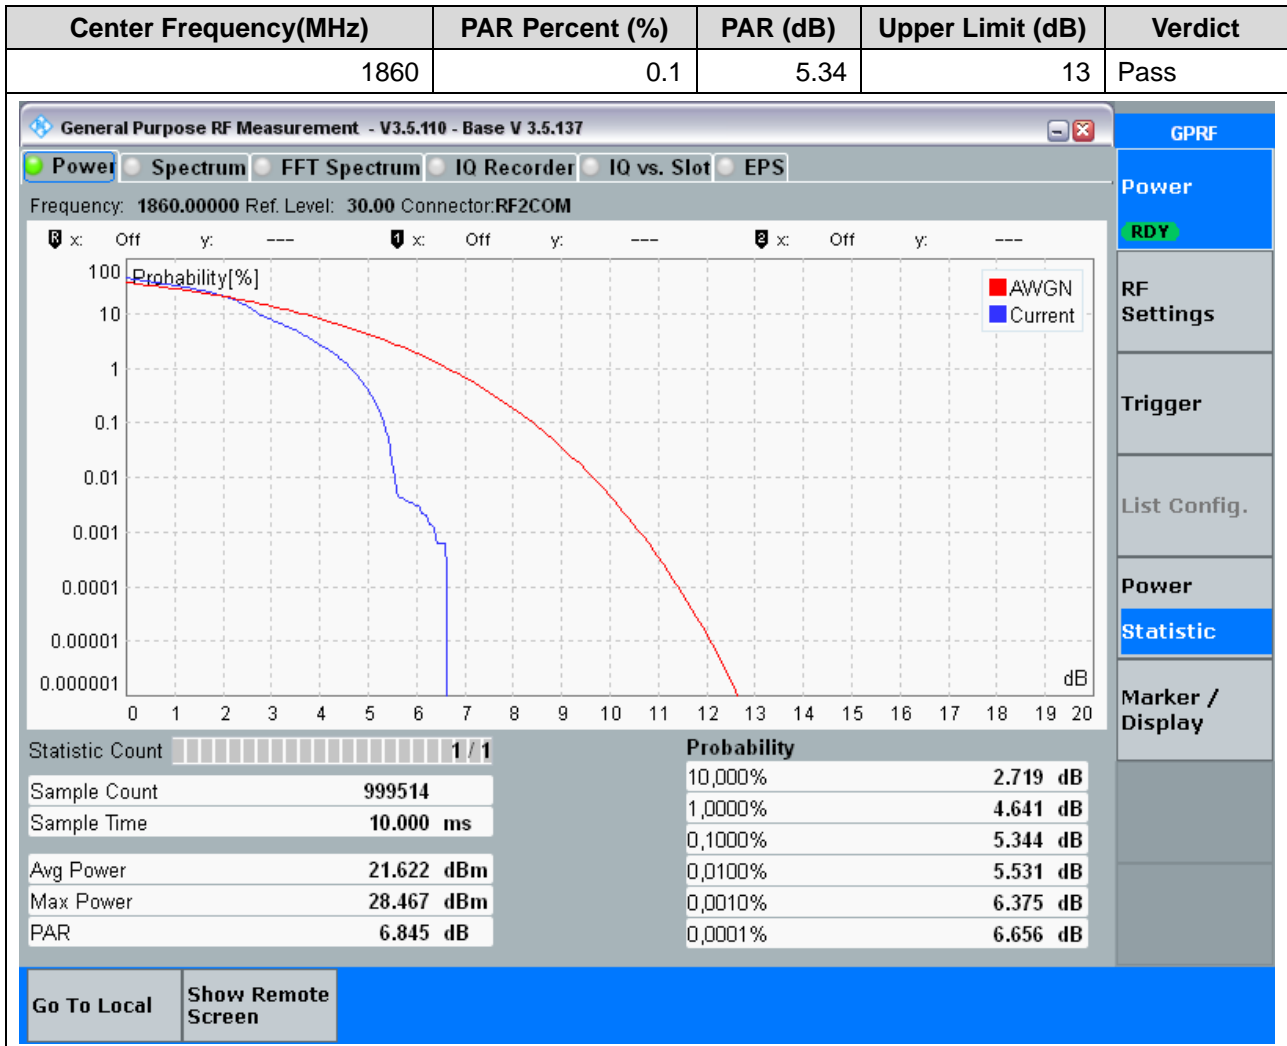 Center Frequency(MHz) PAR Percent (%) PAR (dB) Upper Limit (dB) Verdict
1860 0.1 5.34 13 Pass
General Purpose RF Measurement - V3.5.110 - Base V 3.5.137
GPRF
Power Spectrum FFT Spectrum IQ Recorder IQ vs. Slot EPS
Power
RDY
Frequency: 1860.00000 Ref. Level: 30.00 Connector:RF2COM
R x: Off y: --- 1 x: Off y: --- 2 x: Off y: ---
Probability[%]
AWGN
Current
100
10
1
0.1
0.01
0.001
0.0001
0.00001
0.000001
dB
0 1 2 3 4 5 6 7 8 9 10 11 12 13 14 15 16 17 18 19 20
RF
Settings
Trigger
List Config.
Power
Statistic
Marker /
Display
Statistic Count 1 / 1
Sample Count 999514
Sample Time 10.000 ms
Avg Power 21.622 dBm
Max Power 28.467 dBm
PAR 6.845 dB
Probability
10,000% 2.719 dB
1,0000% 4.641 dB
0,1000% 5.344 dB
0,0100% 5.531 dB
0,0010% 6.375 dB
0,0001% 6.656 dB
Go To Local
Show Remote
Screen